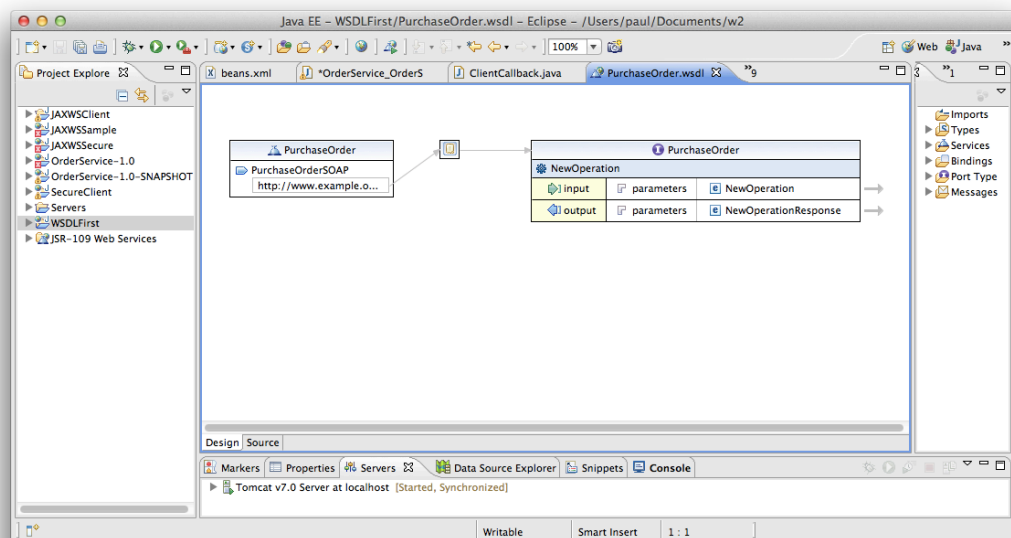 Java EE – WSDLFirst/PurchaseOrder.wsdl – Eclipse – /Users/paul/Documents/w2
100%
Web
Java
»
Project Explore
beans.xml
*OrderService_OrderS
ClientCallback.java
PurchaseOrder.wsdl
»9
»1
JAXWSClient
JAXWSSample
JAXWSSecure
OrderService-1.0
OrderService-1.0-SNAPSHOT
SecureClient
Servers
WSDLFirst
JSR-109 Web Services
PurchaseOrder
PurchaseOrderSOAP
http://www.example.o...
PurchaseOrder
NewOperation
input parameters NewOperation
output parameters NewOperationResponse
Imports
Types
Services
Bindings
Port Type
Messages
Design Source
Markers Properties Servers Data Source Explorer Snippets Console
Tomcat v7.0 Server at localhost [Started, Synchronized]
Writable Smart Insert 1 : 1